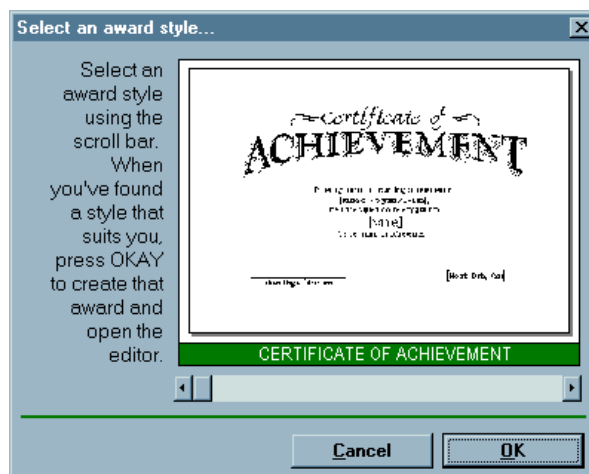 Select an award style...
Select an
award style
using the
scroll bar.
When
you've found
a style that
suits you,
press OKAY
to create that
award and
open the
editor.
Certificate of
ACHIEVEMENT
CERTIFICATE OF ACHIEVEMENT
Cancel
OK